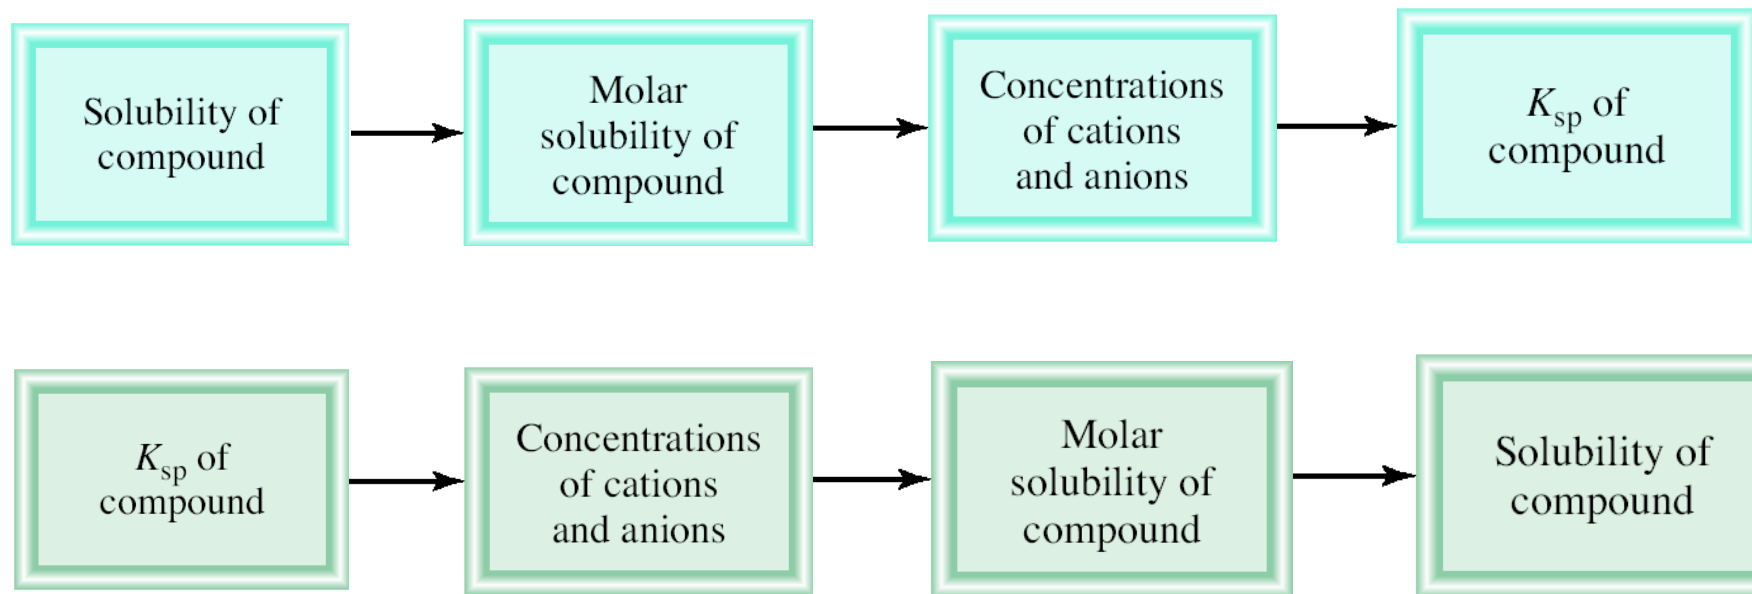 Solubility of
compound
Molar
solubility of
compound
Concentrations
of cations
and anions
Ksp of
compound
Ksp of
compound
Concentrations
of cations
and anions
Molar
solubility of
compound
Solubility of
compound